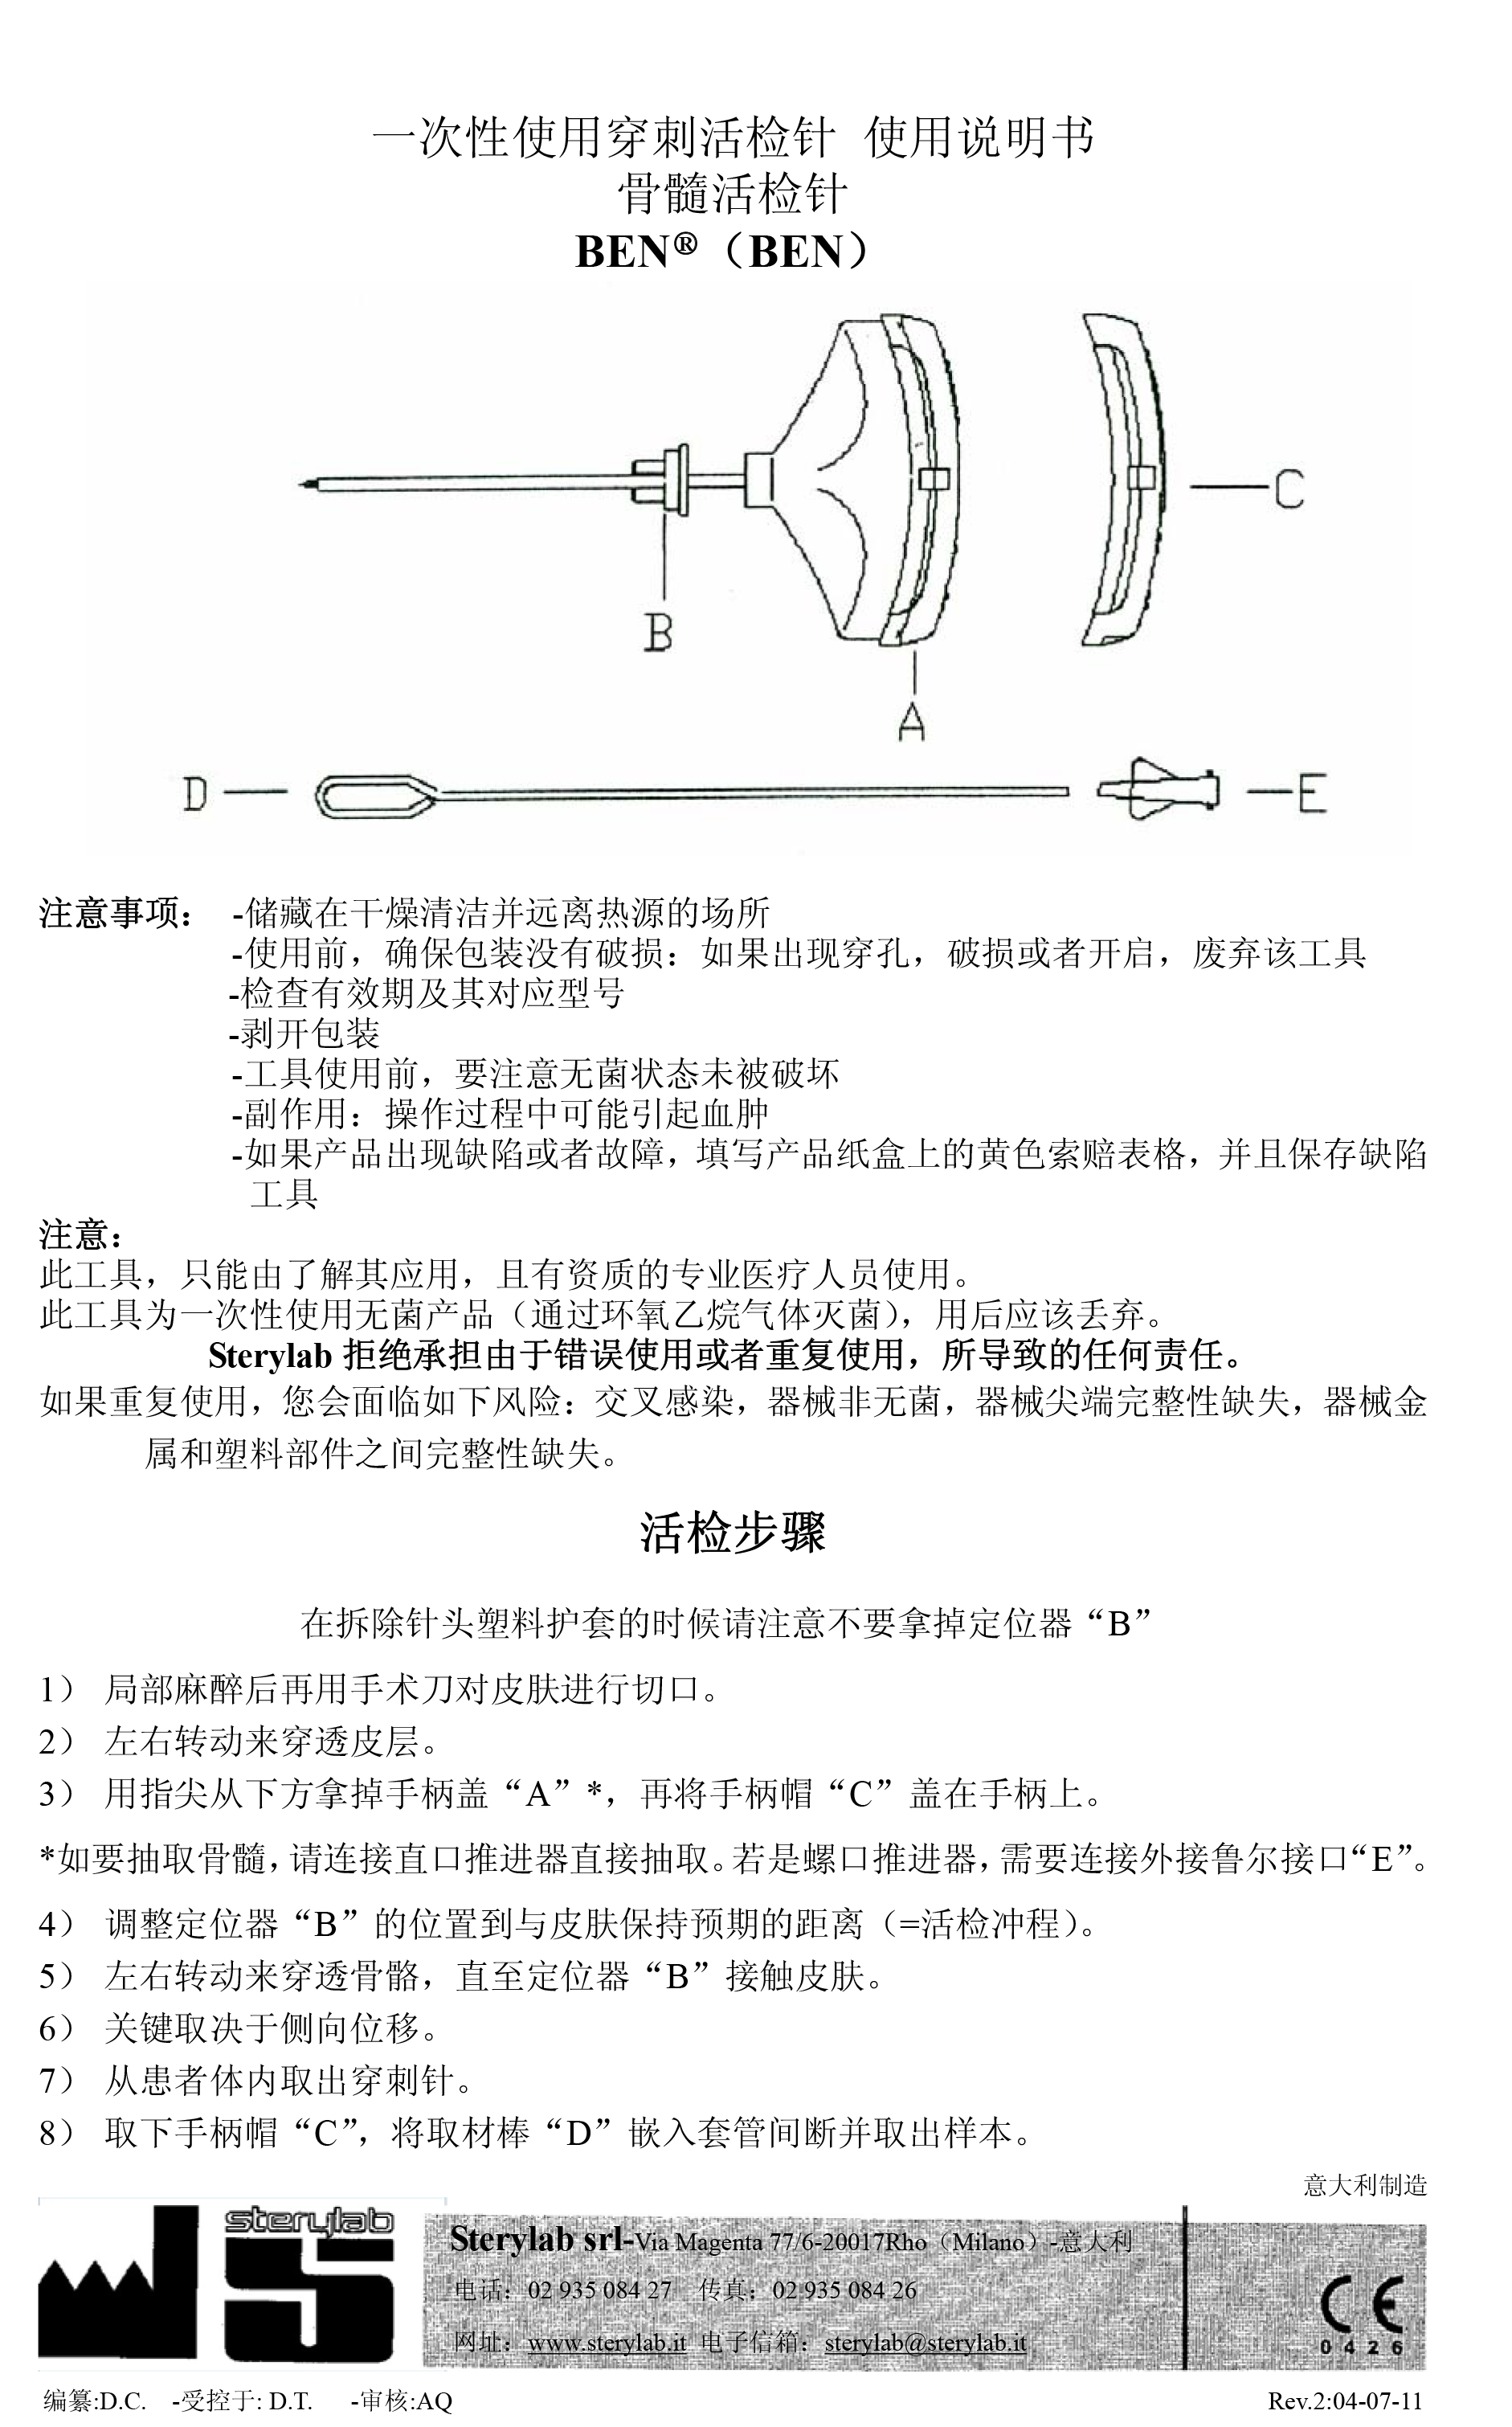 一次性使用穿刺活检针 使用说明书
骨髓活检针
BEN®（BEN）
C
B
A
D
E
注意事项： -储藏在干燥清洁并远离热源的场所
-使用前，确保包装没有破损：如果出现穿孔，破损或者开启，废弃该工具
-检查有效期及其对应型号
-剥开包装
-工具使用前，要注意无菌状态未被破坏
-副作用：操作过程中可能引起血肿
-如果产品出现缺陷或者故障，填写产品纸盒上的黄色索赔表格，并且保存缺陷
工具
注意：
此工具，只能由了解其应用，且有资质的专业医疗人员使用。
此工具为一次性使用无菌产品（通过环氧乙烷气体灭菌），用后应该丢弃。
Sterylab 拒绝承担由于错误使用或者重复使用，所导致的任何责任。
如果重复使用，您会面临如下风险：交叉感染，器械非无菌，器械尖端完整性缺失，器械金
属和塑料部件之间完整性缺失。
活检步骤
在拆除针头塑料护套的时候请注意不要拿掉定位器“B”
1） 局部麻醉后再用手术刀对皮肤进行切口。
2） 左右转动来穿透皮层。
3） 用指尖从下方拿掉手柄盖“A”*，再将手柄帽“C”盖在手柄上。
*如要抽取骨髓，请连接直口推进器直接抽取。若是螺口推进器，需要连接外接鲁尔接口“E”。
4） 调整定位器“B”的位置到与皮肤保持预期的距离（=活检冲程）。
5） 左右转动来穿透骨骼，直至定位器“B”接触皮肤。
6） 关键取决于侧向位移。
7） 从患者体内取出穿刺针。
8） 取下手柄帽“C”，将取材棒“D”嵌入套管间断并取出样本。
意大利制造
sterylab
Sterylab srl-Via Magenta 77/6-20017Rho（Milano）-意大利
电话：02 935 084 27 传真：02 935 084 26
网址：www.sterylab.it 电子信箱：sterylab@sterylab.it
CE
0426
编纂:D.C. -受控于: D.T. -审核:AQ
Rev.2:04-07-11